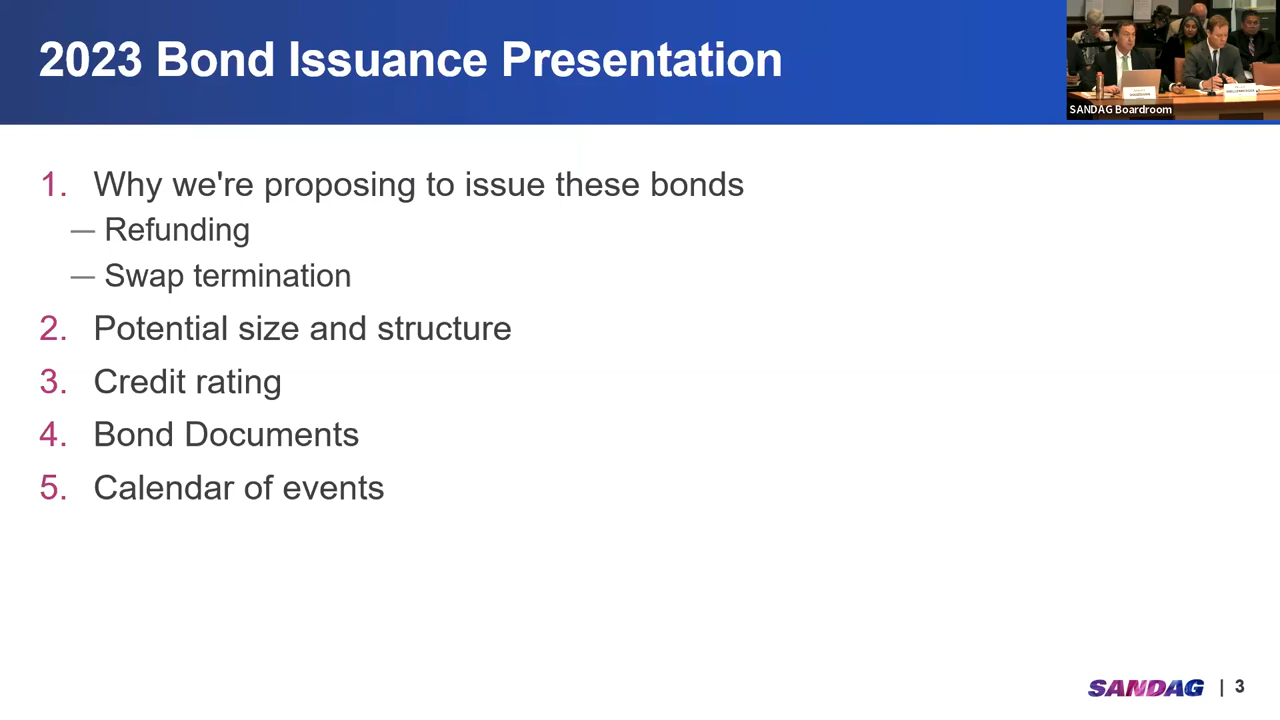 2023 Bond Issuance Presentation
SANDAG Boardroom
1. Why we're proposing to issue these bonds
— Refunding
— Swap termination
2. Potential size and structure
3. Credit rating
4. Bond Documents
5. Calendar of events
SANDAG | 3